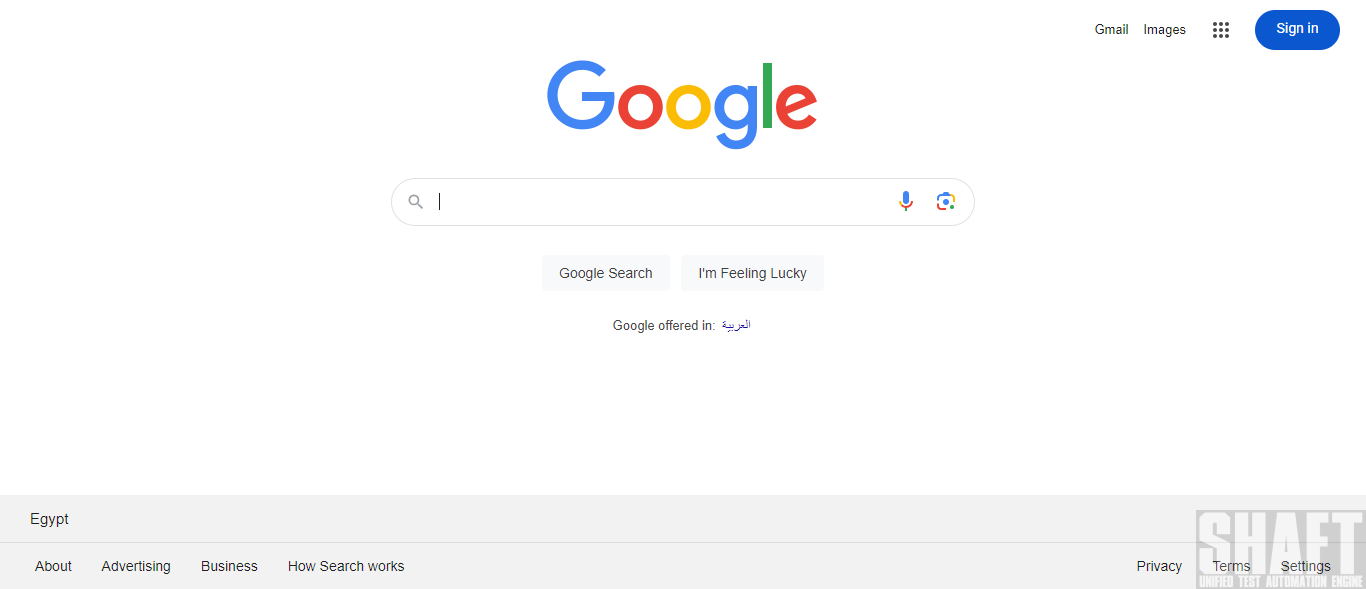 Gmail Images Sign in
Google
Google Search I'm Feeling Lucky
Google offered in: العربية
Egypt
SHAFT
About Advertising Business How Search works Privacy Terms Settings
UNIFIED TEST AUTOMATION ENGINE